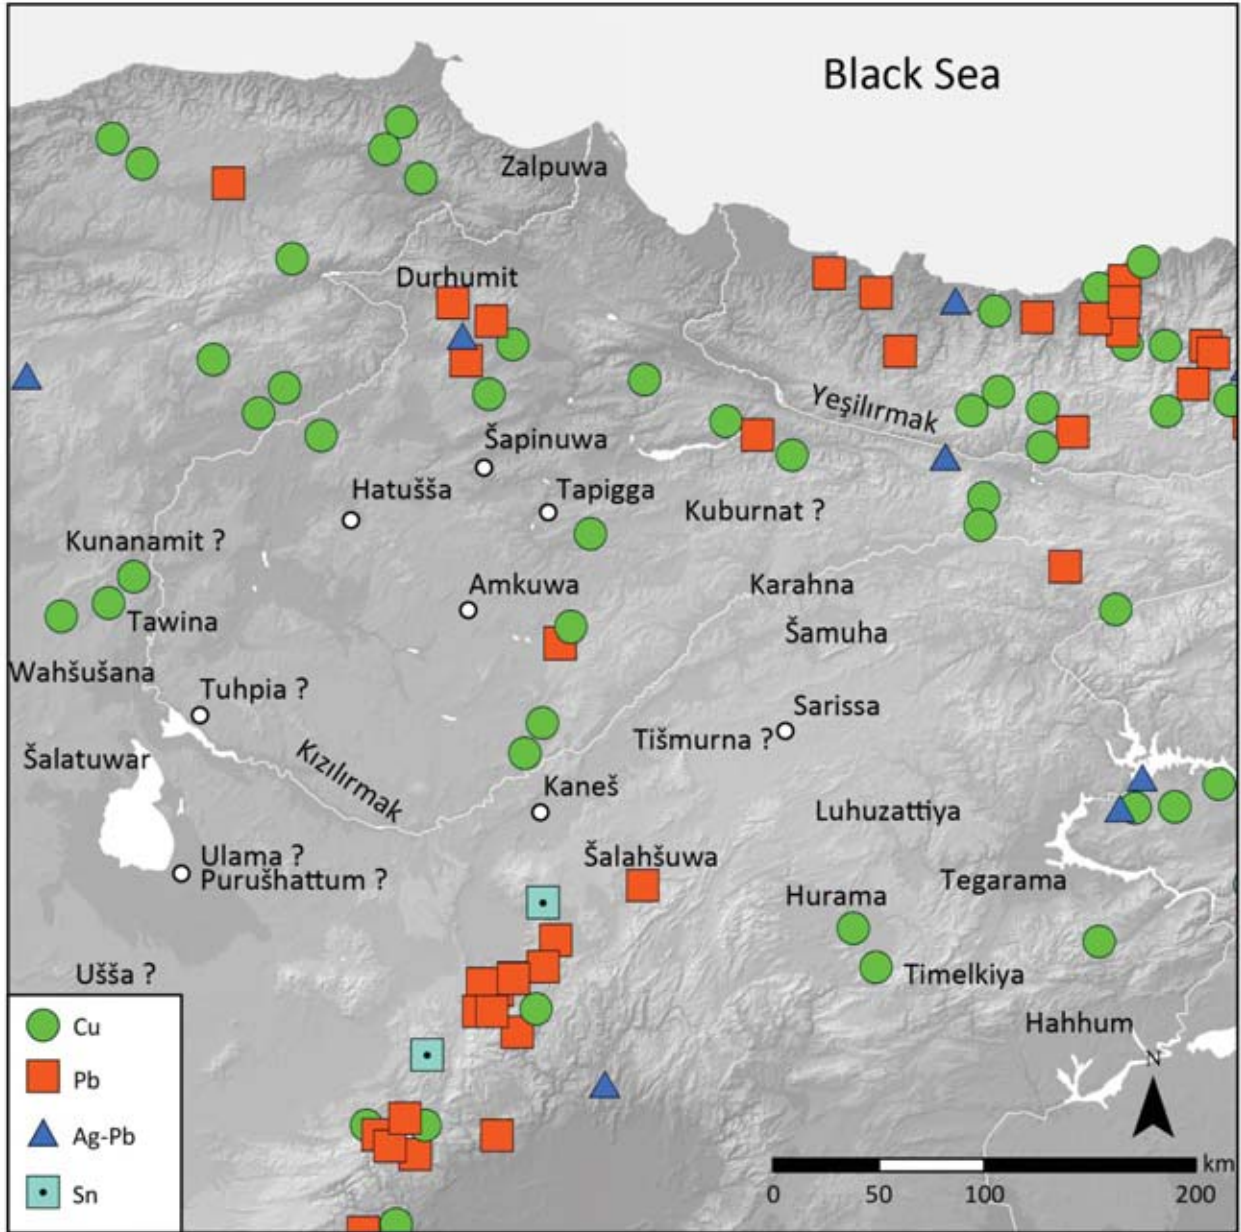 Black Sea
Zalpuwa
Durhumit
Yeşilırmak
Šapinuwa
Hatušša
Tapigga
Kuburnat ?
Kunanamit ?
Amkuwa
Karahna
Tawina
Šamuha
Wahšušana
Tuhpia ?
Sarissa
Tišmurna ?
Šalatuwar
Kızılırmak
Kaneš
Luhuzattiya
Ulama ?
Purušhattum ?
Šalahšuwa
Tegarama
Hurama
Ušša ?
Timelkiya
Hahhum
Cu
Pb
Ag-Pb
Sn
N
km
0 50 100 200